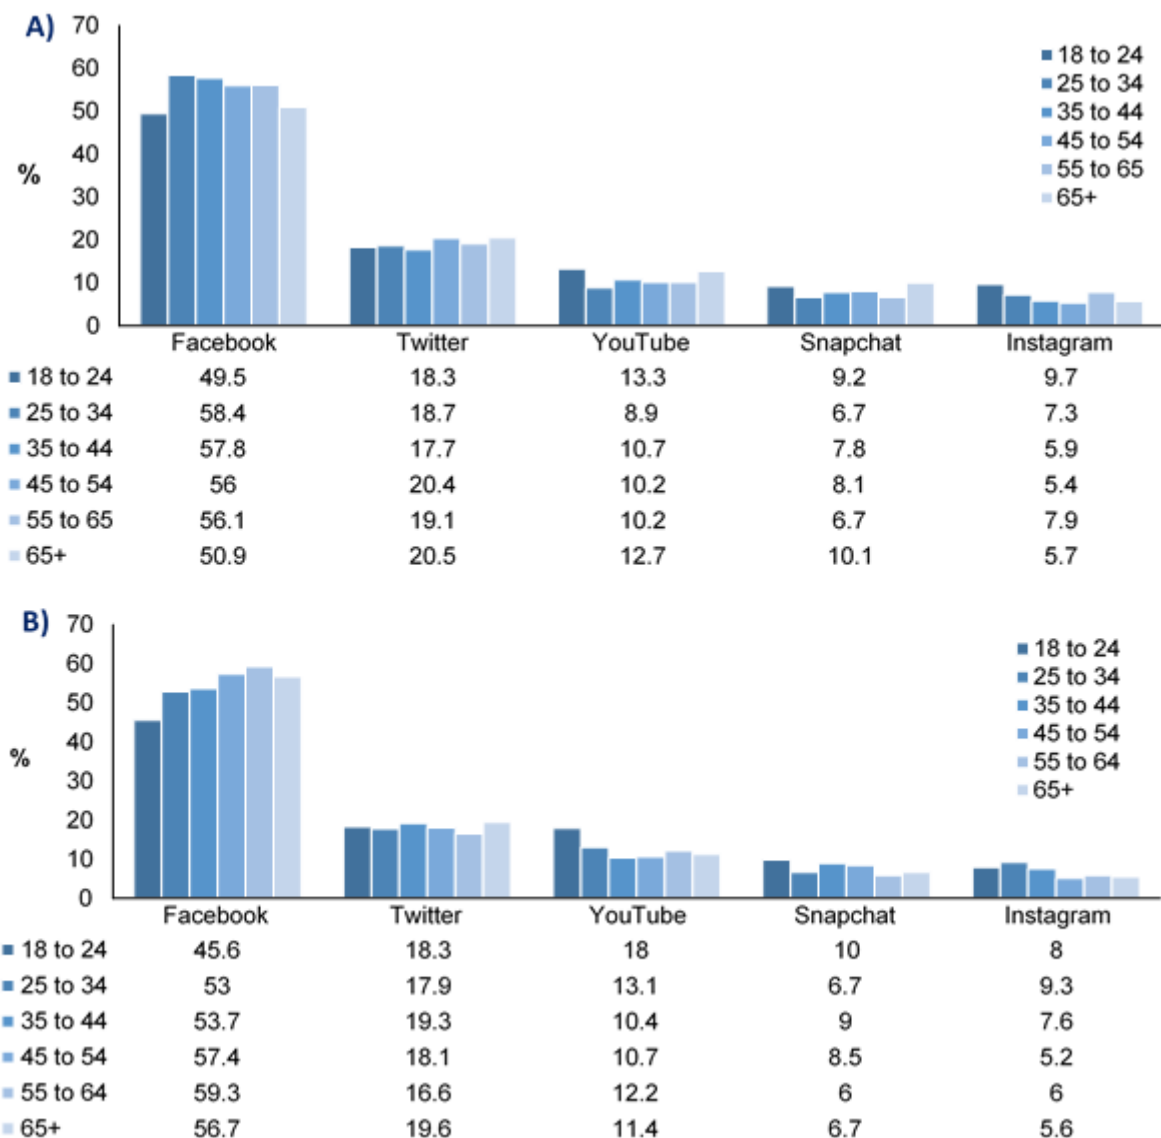 A)
70
60
50
40
30
20
10
0
%
18 to 24
25 to 34
35 to 44
45 to 54
55 to 65
65+
Facebook Twitter YouTube Snapchat Instagram
18 to 24 49.5 18.3 13.3 9.2 9.7
25 to 34 58.4 18.7 8.9 6.7 7.3
35 to 44 57.8 17.7 10.7 7.8 5.9
45 to 54 56 20.4 10.2 8.1 5.4
55 to 65 56.1 19.1 10.2 6.7 7.9
65+ 50.9 20.5 12.7 10.1 5.7
B)
70
60
50
40
30
20
10
0
%
18 to 24
25 to 34
35 to 44
45 to 54
55 to 64
65+
Facebook Twitter YouTube Snapchat Instagram
18 to 24 45.6 18.3 18 10 8
25 to 34 53 17.9 13.1 6.7 9.3
35 to 44 53.7 19.3 10.4 9 7.6
45 to 54 57.4 18.1 10.7 8.5 5.2
55 to 64 59.3 16.6 12.2 6 6
65+ 56.7 19.6 11.4 6.7 5.6